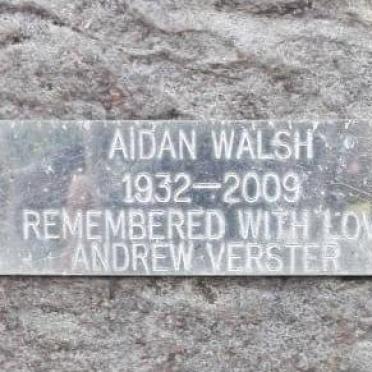 AIDAN WALSH
1932—2009
REMEMBERED WITH LOV
ANDREW VERSTER